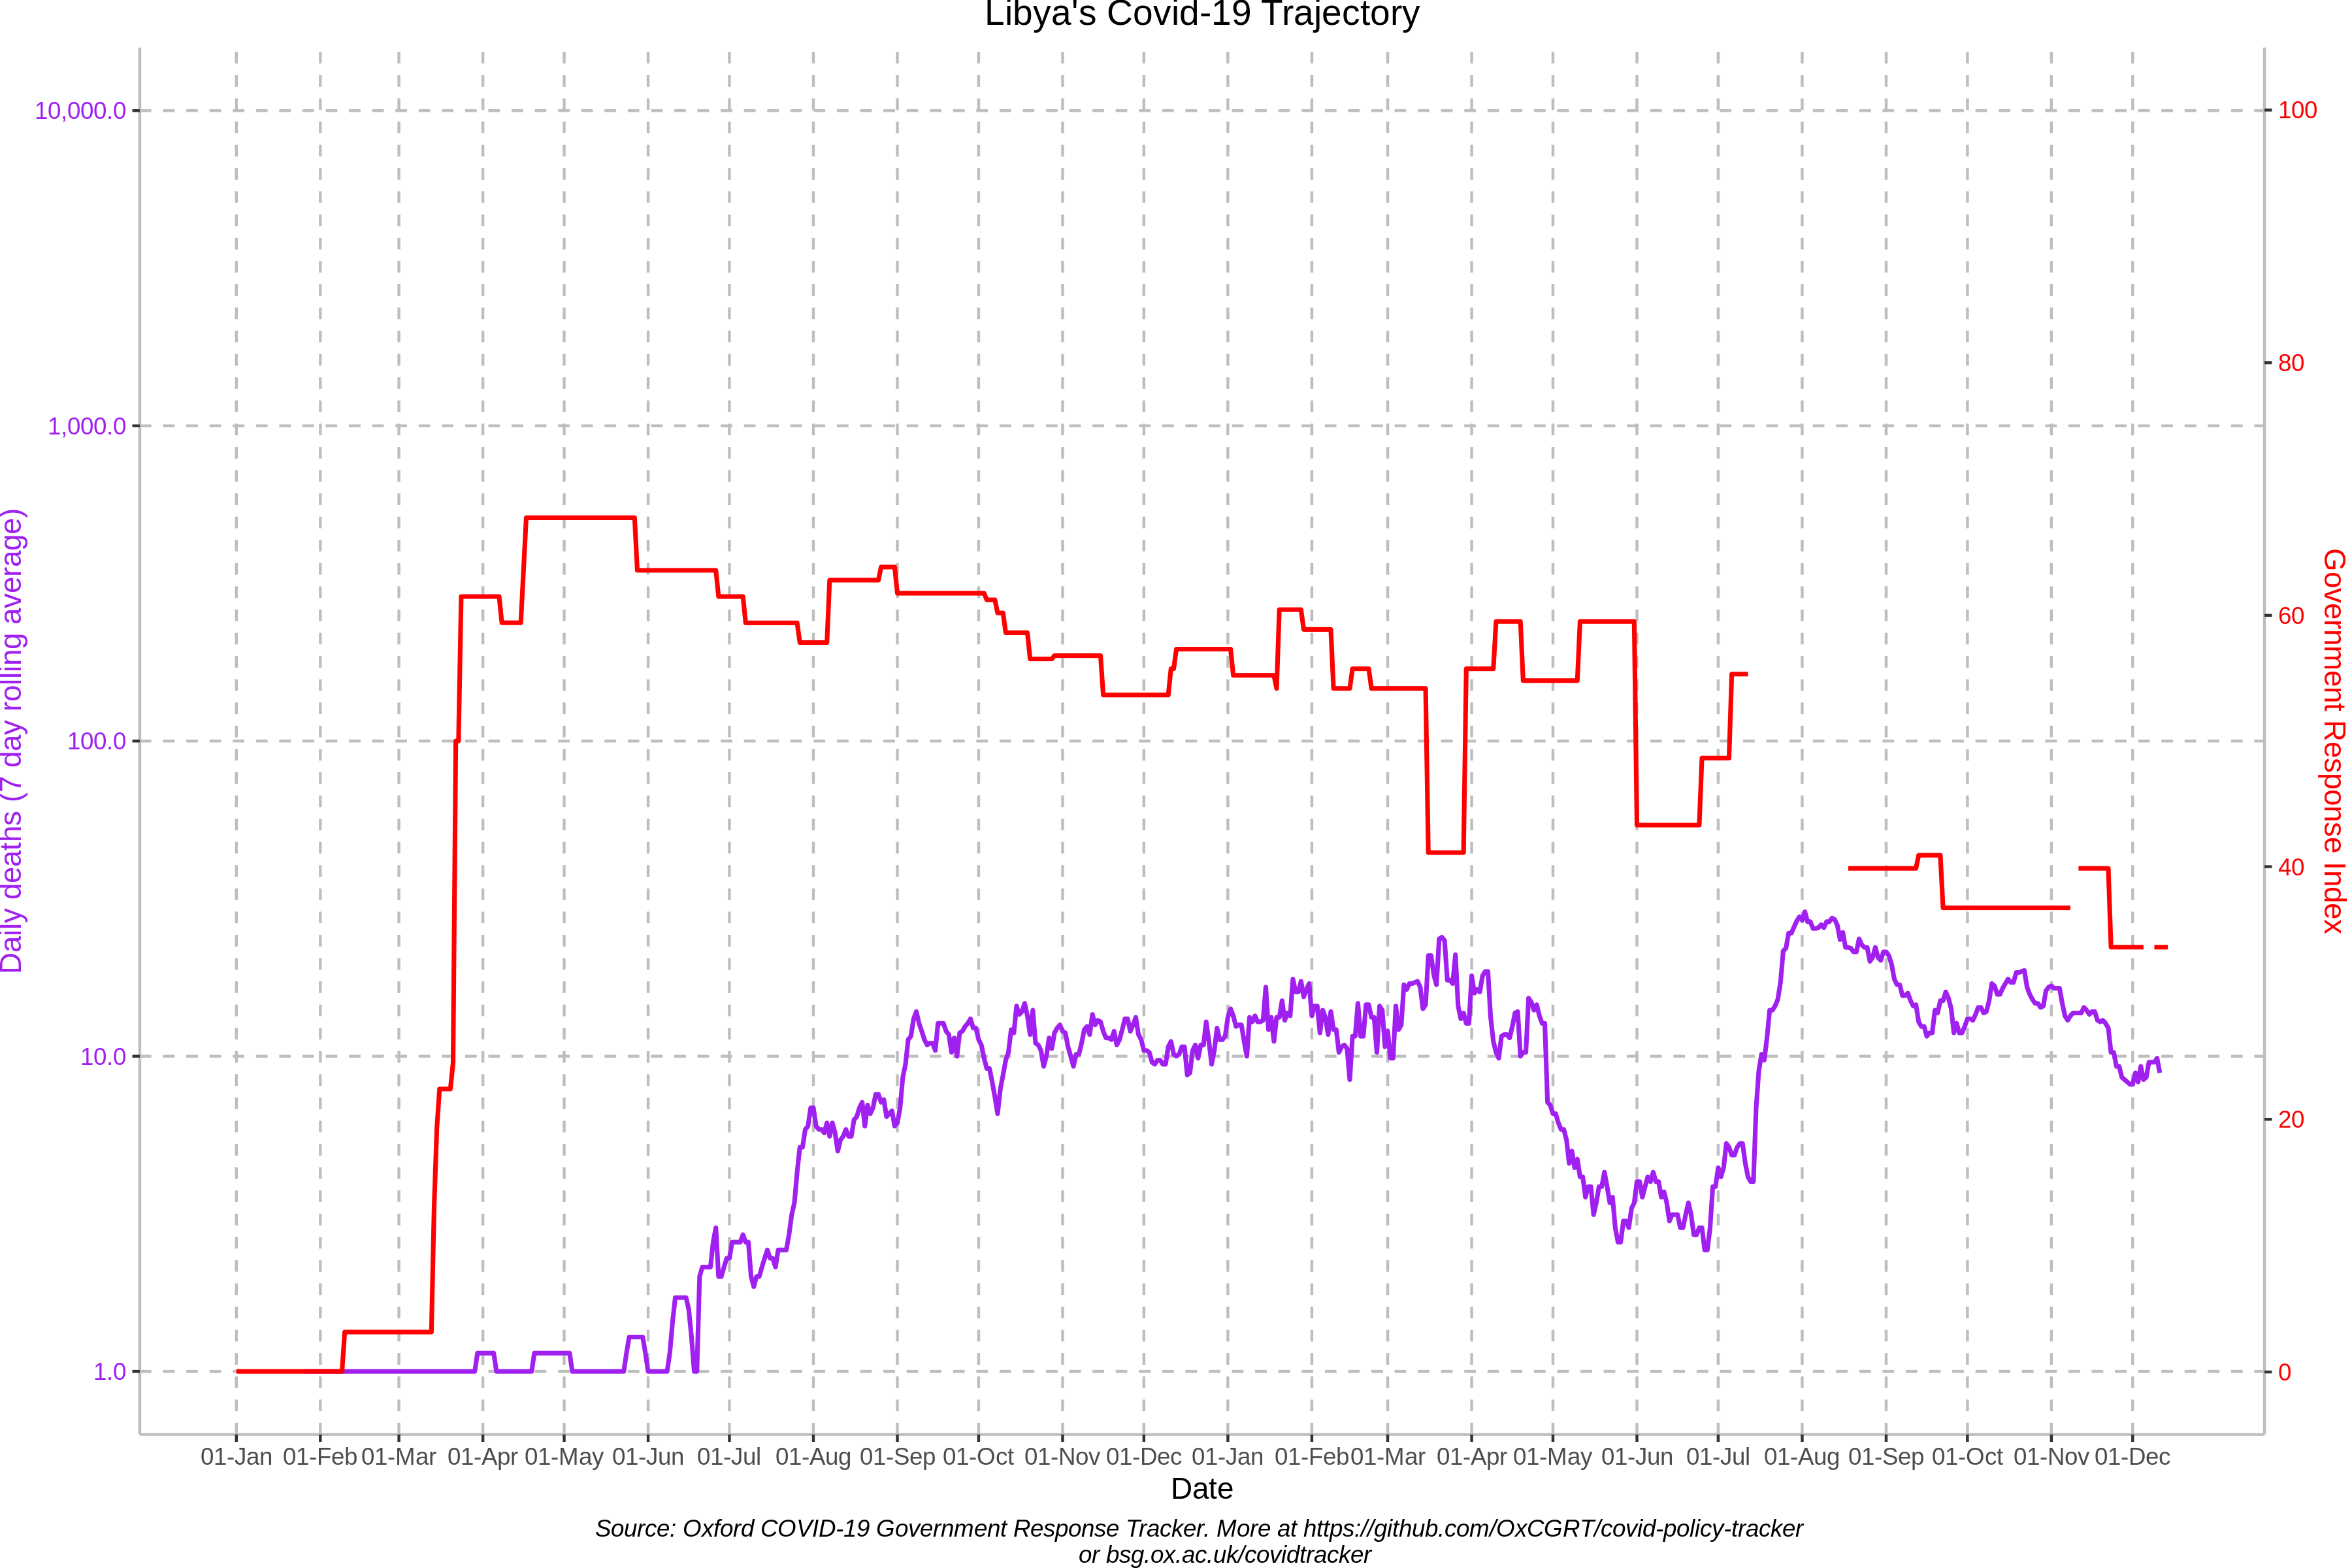 Libya's Covid-19 Trajectory
10,000.0
1,000.0
100.0
10.0
1.0
Daily deaths (7 day rolling average)
100
80
60
40
20
0
Government Response Index
01-Jan 01-Feb 01-Mar 01-Apr 01-May 01-Jun 01-Jul 01-Aug 01-Sep 01-Oct 01-Nov 01-Dec 01-Jan 01-Feb 01-Mar 01-Apr 01-May 01-Jun 01-Jul 01-Aug 01-Sep 01-Oct 01-Nov 01-Dec
Date
Source: Oxford COVID-19 Government Response Tracker. More at https://github.com/OxCGRT/covid-policy-tracker
or bsg.ox.ac.uk/covidtracker